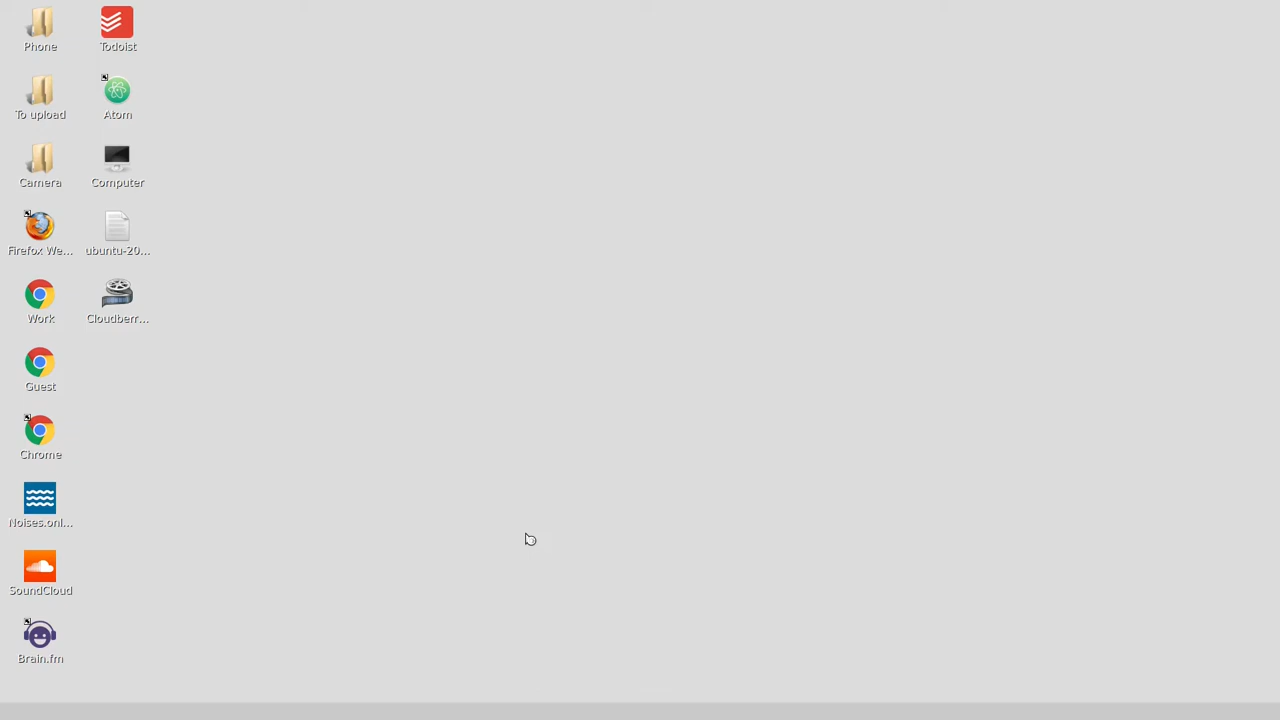 Phone
To upload
Camera
Firefox We...
Work
Guest
Chrome
Noises.onl...
SoundCloud
Brain.fm
Todoist
Atom
Computer
ubuntu-20...
Cloudberr...